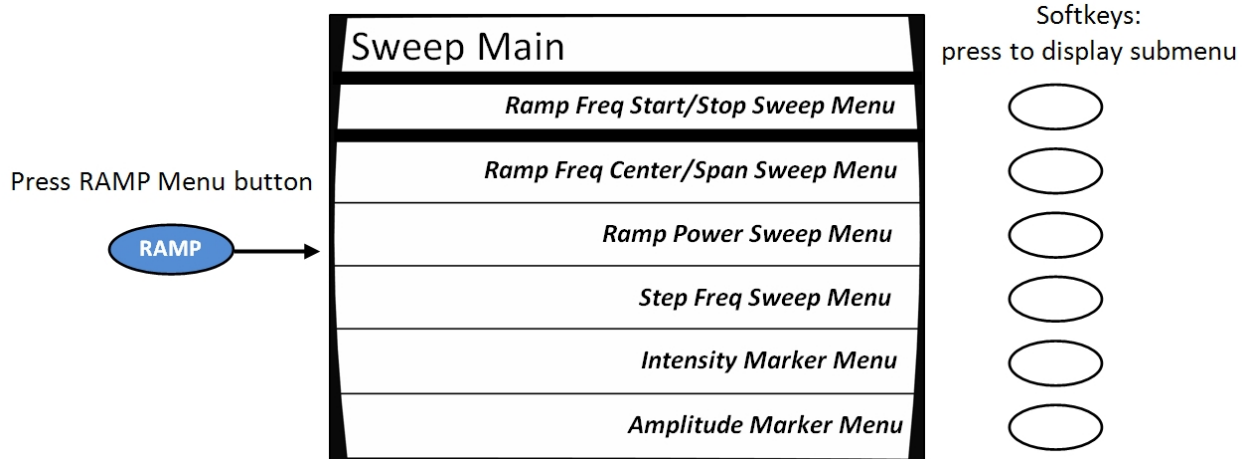 Softkeys:
press to display submenu
Sweep Main
Ramp Freq Start/Stop Sweep Menu
Ramp Freq Center/Span Sweep Menu
Press RAMP Menu button
RAMP
Ramp Power Sweep Menu
Step Freq Sweep Menu
Intensity Marker Menu
Amplitude Marker Menu